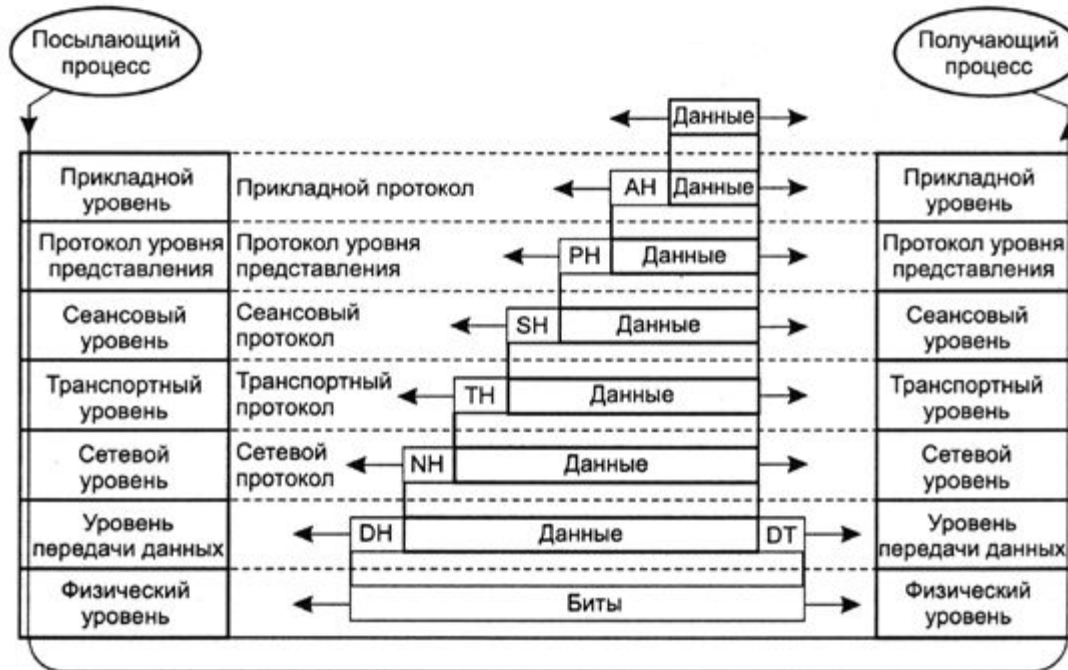 Посылающий
процесс
Получающий
процесс
Данные
Прикладной
уровень
Прикладной протокол
AH
Данные
Прикладной
уровень
Протокол уровня
представления
Протокол уровня
представления
PH
Данные
Протокол уровня
представления
Сеансовый
уровень
Сеансовый
протокол
SH
Данные
Сеансовый
уровень
Транспортный
уровень
Транспортный
протокол
TH
Данные
Транспортный
уровень
Сетевой
уровень
Сетевой
протокол
NH
Данные
Сетевой
уровень
Уровень
передачи данных
DH
Данные
DT
Уровень
передачи данных
Физический
уровень
Биты
Физический
уровень